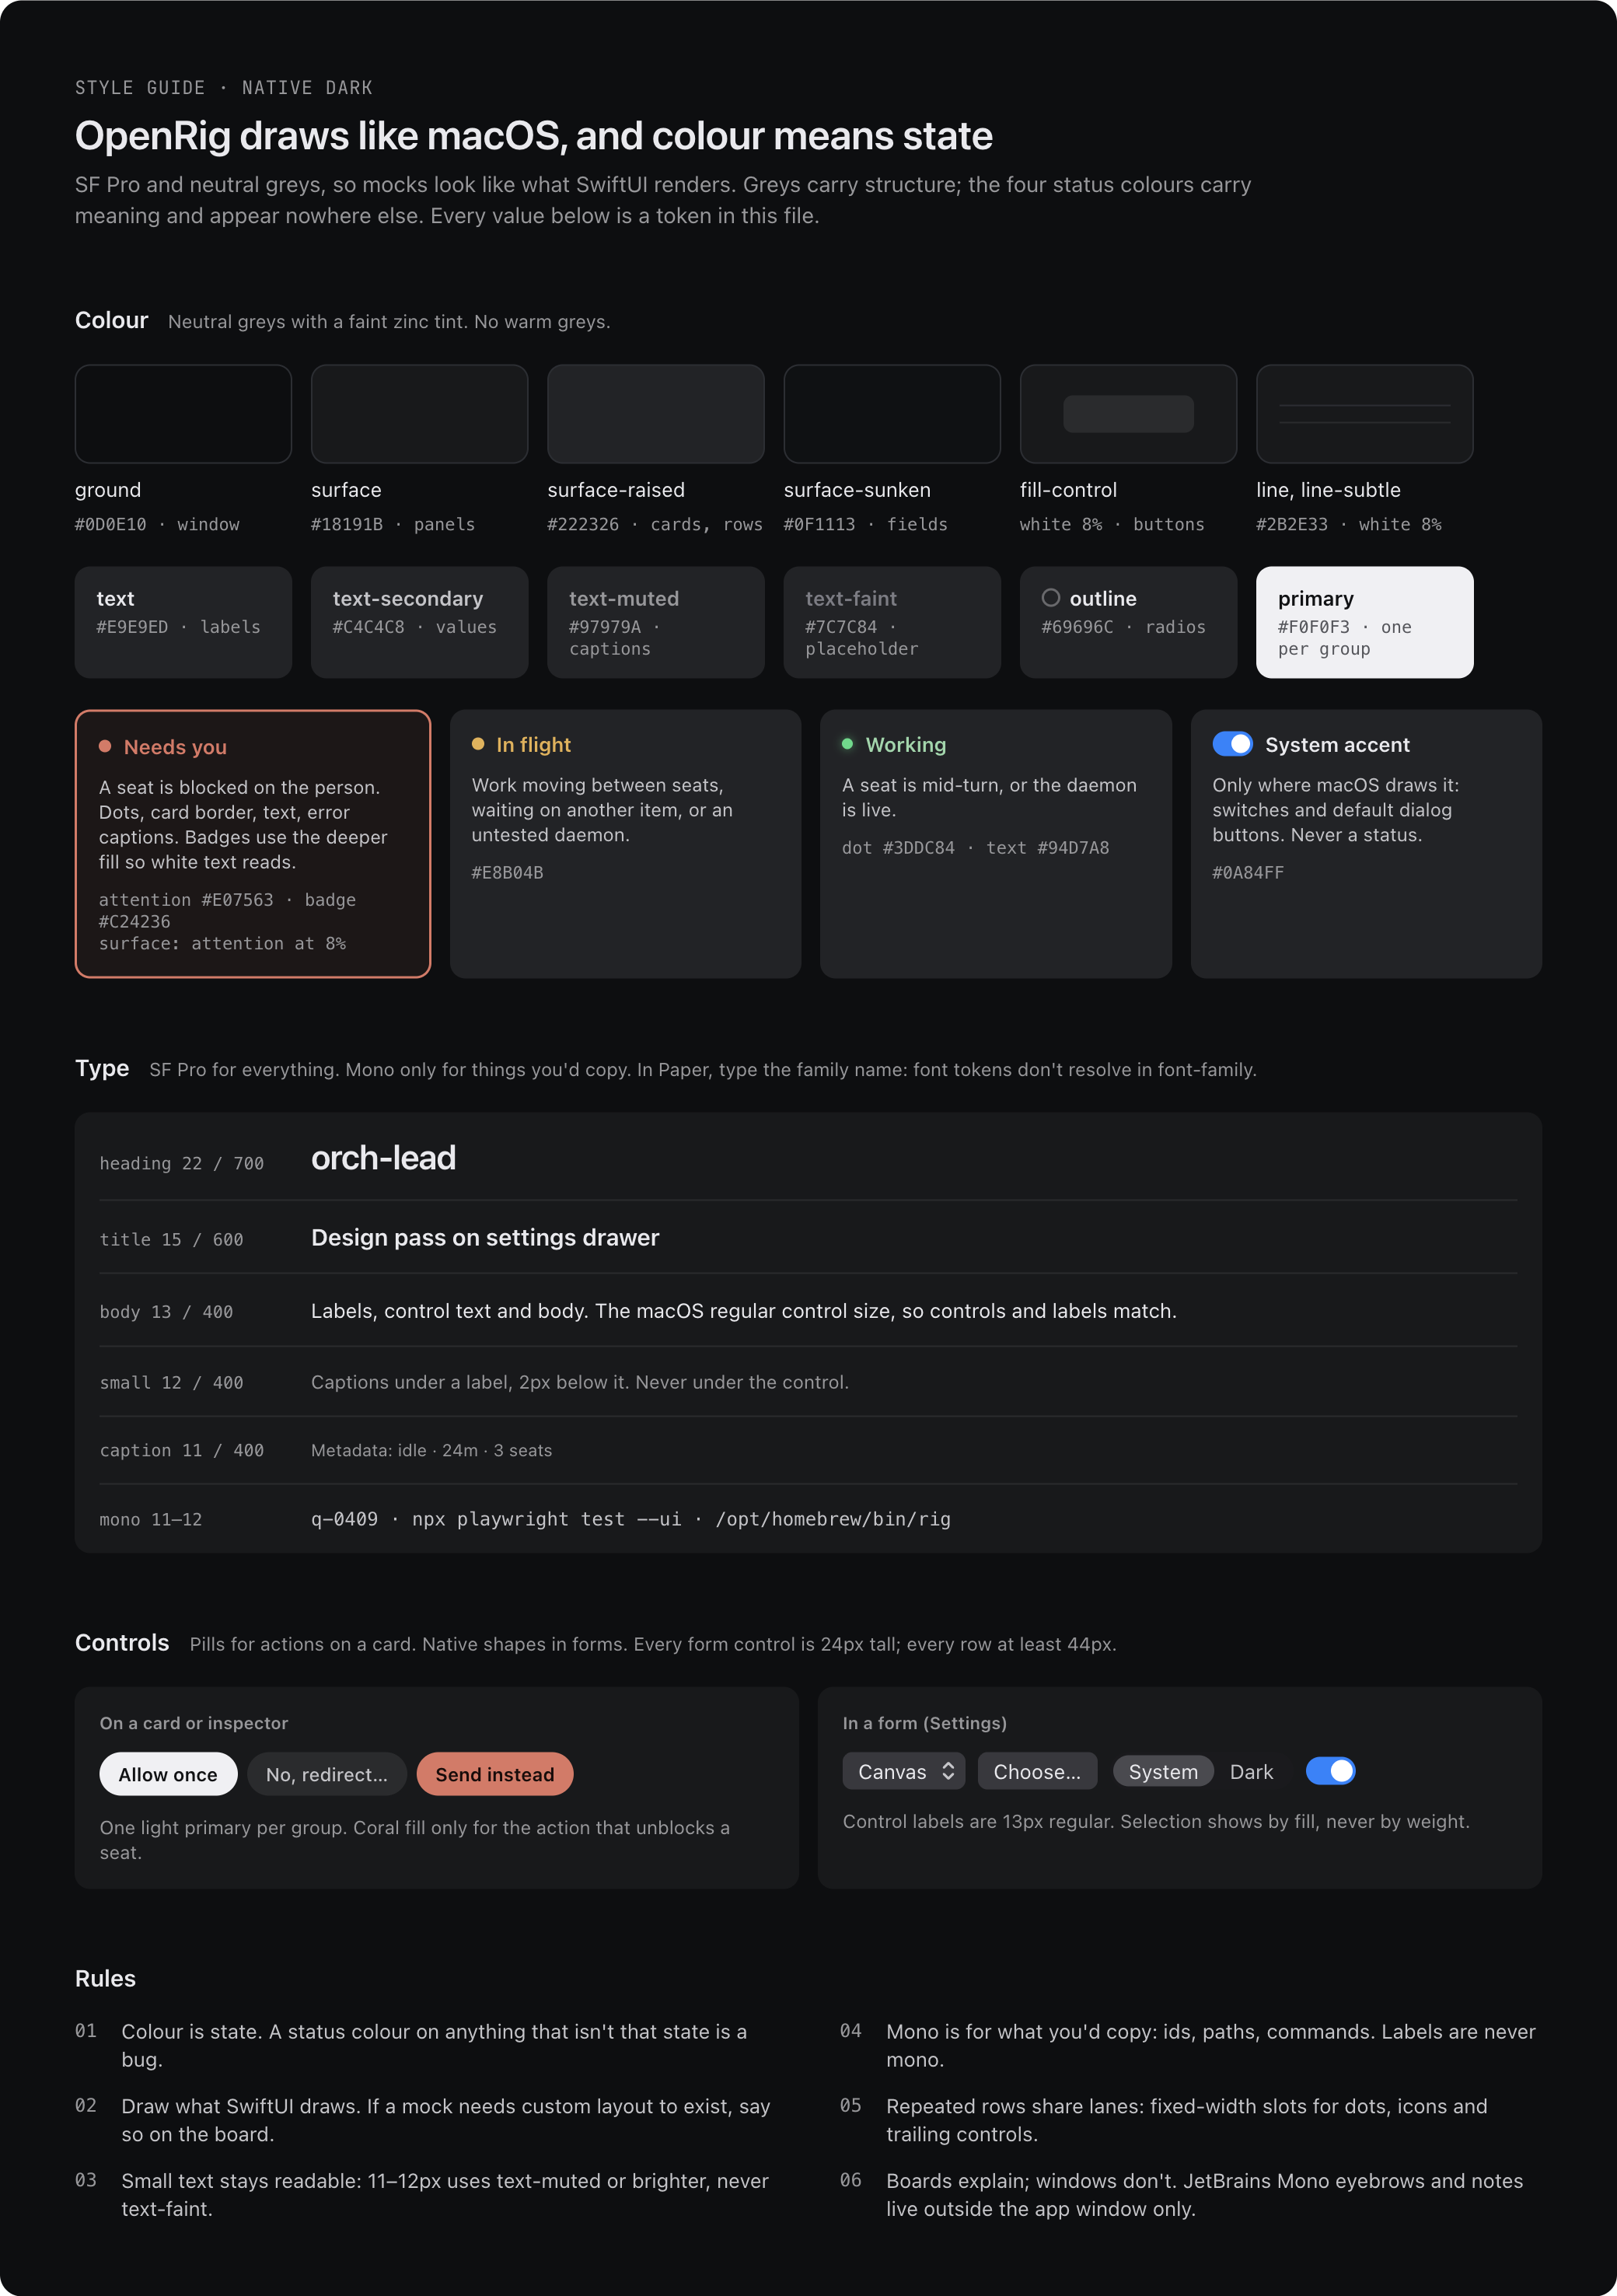 STYLE GUIDE · NATIVE DARK
OpenRig draws like macOS, and colour means state
SF Pro and neutral greys, so mocks look like what SwiftUI renders. Greys carry structure; the four status colours carry
meaning and appear nowhere else. Every value below is a token in this file.
Colour Neutral greys with a faint zinc tint. No warm greys.
ground
#0D0E10 · window
surface
#18191B · panels
surface-raised
#222326 · cards, rows
surface-sunken
#0F1113 · fields
fill-control
white 8% · buttons
line, line-subtle
#2B2E33 · white 8%
text
#E9E9ED · labels
text-secondary
#C4C4C8 · values
text-muted
#97979A ·
captions
text-faint
#7C7C84 ·
placeholder
outline
#69696C · radios
primary
#F0F0F3 · one
per group
Needs you
A seat is blocked on the person.
Dots, card border, text, error
captions. Badges use the deeper
fill so white text reads.
attention #E07563 · badge
#C24236
surface: attention at 8%
In flight
Work moving between seats,
waiting on another item, or an
untested daemon.
#E8B04B
Working
A seat is mid-turn, or the daemon
is live.
dot #3DDC84 · text #94D7A8
System accent
Only where macOS draws it:
switches and default dialog
buttons. Never a status.
#0A84FF
Type SF Pro for everything. Mono only for things you'd copy. In Paper, type the family name: font tokens don't resolve in font-family.
heading 22 / 700 orch-lead
title 15 / 600 Design pass on settings drawer
body 13 / 400 Labels, control text and body. The macOS regular control size, so controls and labels match.
small 12 / 400 Captions under a label, 2px below it. Never under the control.
caption 11 / 400 Metadata: idle · 24m · 3 seats
mono 11–12 q–0409 · npx playwright test ––ui · /opt/homebrew/bin/rig
Controls Pills for actions on a card. Native shapes in forms. Every form control is 24px tall; every row at least 44px.
On a card or inspector
Allow once No, redirect... Send instead
One light primary per group. Coral fill only for the action that unblocks a
seat.
In a form (Settings)
Canvas Choose... System Dark
Control labels are 13px regular. Selection shows by fill, never by weight.
Rules
01 Colour is state. A status colour on anything that isn't that state is a
bug.
02 Draw what SwiftUI draws. If a mock needs custom layout to exist, say
so on the board.
03 Small text stays readable: 11–12px uses text-muted or brighter, never
text-faint.
04 Mono is for what you'd copy: ids, paths, commands. Labels are never
mono.
05 Repeated rows share lanes: fixed-width slots for dots, icons and
trailing controls.
06 Boards explain; windows don't. JetBrains Mono eyebrows and notes
live outside the app window only.